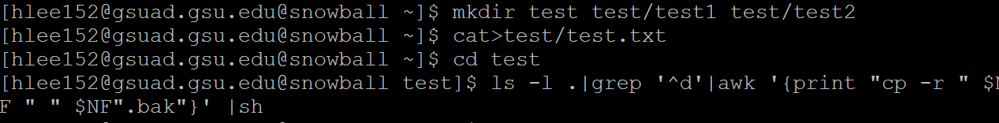 [hlee152@gsuad.gsu.edu@snowball ~]$ mkdir test test/test1 test/test2
[hlee152@gsuad.gsu.edu@snowball ~]$ cat>test/test.txt
[hlee152@gsuad.gsu.edu@snowball ~]$ cd test
[hlee152@gsuad.gsu.edu@snowball test]$ ls -l .|grep '^d'|awk '{print "cp -r " $N
F " " $NF".bak"}' |sh